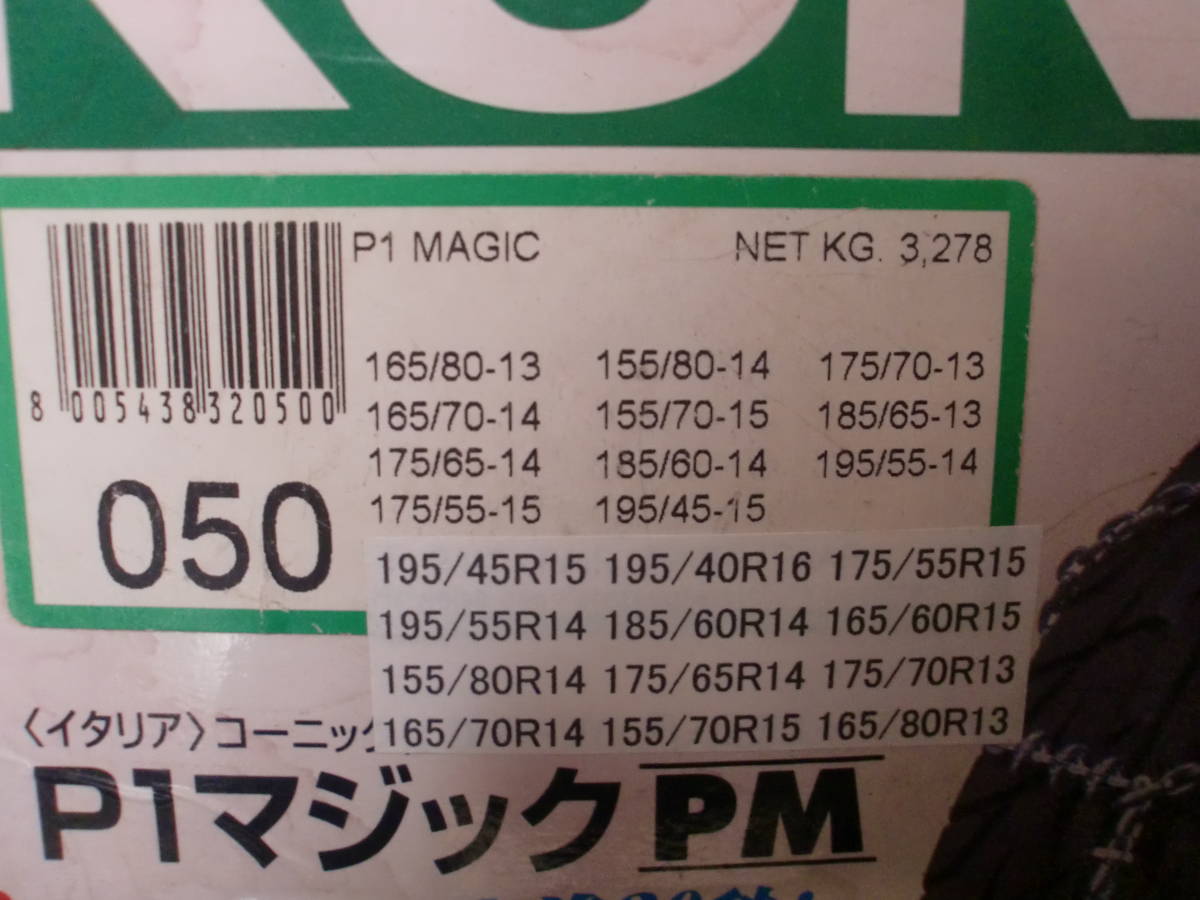 P1 MAGIC NET KG. 3,278
165/80-13 155/80-14 175/70-13
165/70-14 155/70-15 185/65-13
175/65-14 185/60-14 195/55-14
175/55-15 195/45-15
8 005438 320500
050
195/45R15 195/40R16 175/55R15
195/55R14 185/60R14 165/60R15
155/80R14 175/65R14 175/70R13
165/70R14 155/70R15 165/80R13
〈イタリア〉コーニック
P1マジックPM